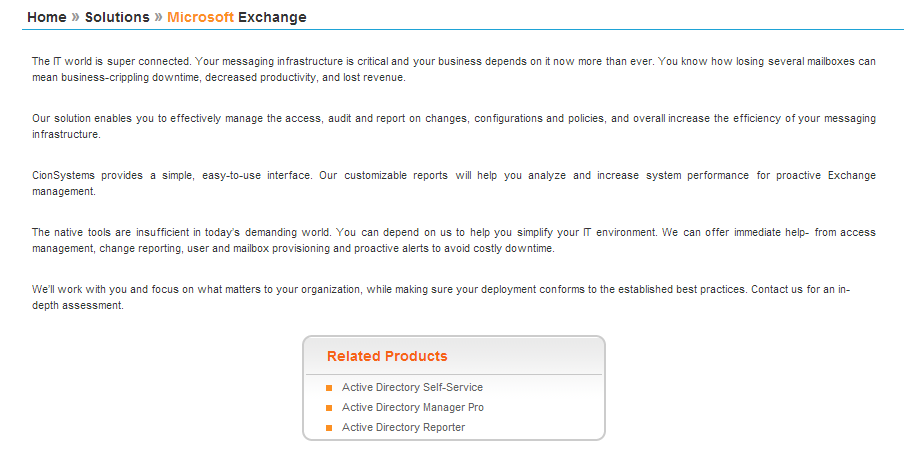 Home » Solutions » Microsoft Exchange
The IT world is super connected. Your messaging infrastructure is critical and your business depends on it now more than ever. You know how losing several mailboxes can
mean business-crippling downtime, decreased productivity, and lost revenue.
Our solution enables you to effectively manage the access, audit and report on changes, configurations and policies, and overall increase the efficiency of your messaging
infrastructure.
CionSystems provides a simple, easy-to-use interface. Our customizable reports will help you analyze and increase system performance for proactive Exchange
management.
The native tools are insufficient in today's demanding world. You can depend on us to help you simplify your IT environment. We can offer immediate help- from access
management, change reporting, user and mailbox provisioning and proactive alerts to avoid costly downtime.
We'll work with you and focus on what matters to your organization, while making sure your deployment conforms to the established best practices. Contact us for an in-
depth assessment.
Related Products
Active Directory Self-Service
Active Directory Manager Pro
Active Directory Reporter